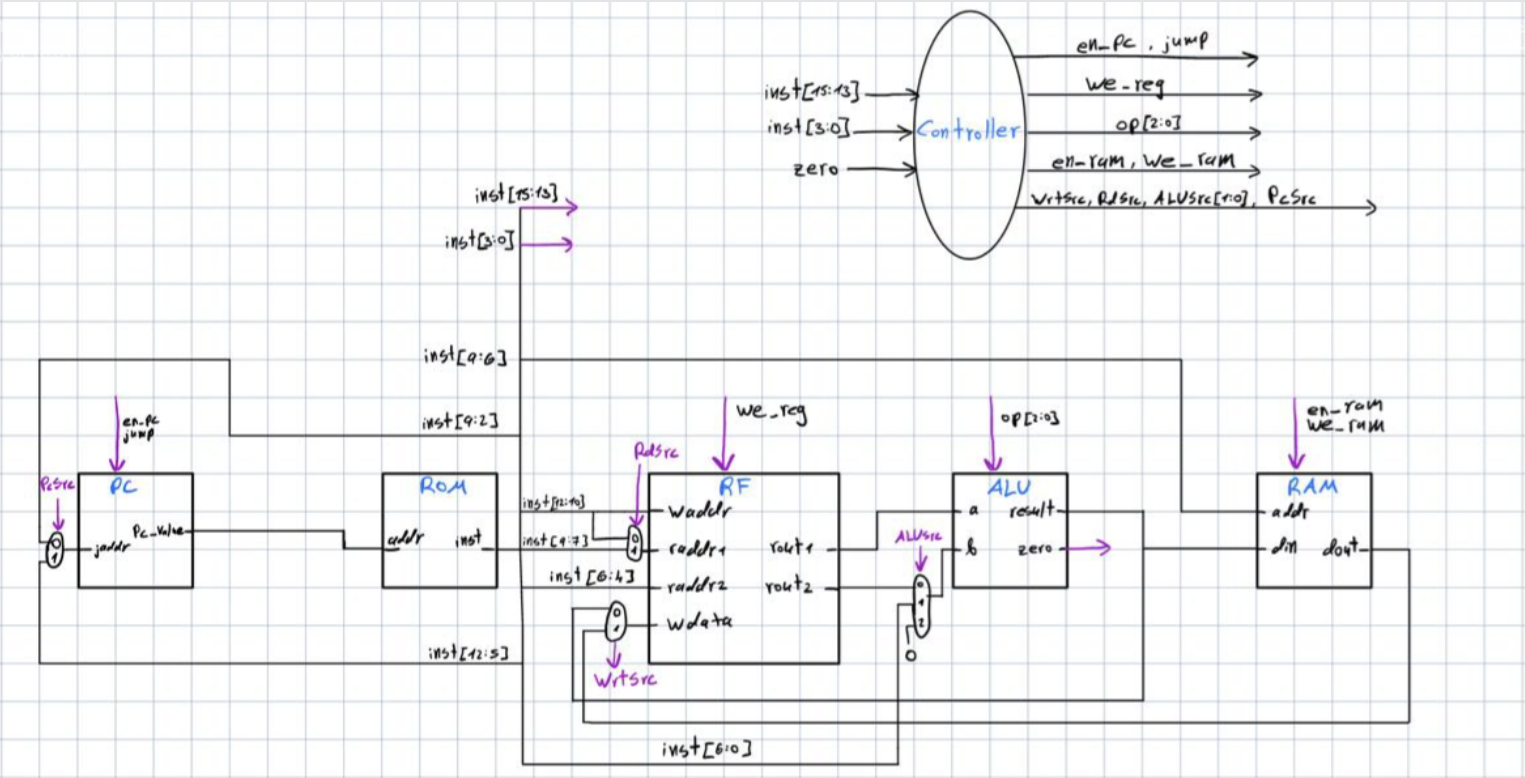 en_Pc , jump
inst[15:13]
we_reg
inst[3:0]
Controller
op[2:0]
zero
en_ram, we_ram
WrtSrc, RdSrc, ALUSrc[1:0], PcSrc
inst[15:13]
inst[3:0]
inst[9:6]
inst[9:2]
en_Pc
jump
we_reg
op[2:0]
en_ram
we_ram
PcSrc
RdSrc
PC
ROM
RF
ALU
RAM
inst[12:10]
waddr
a
result
addr
Pc_Value
addr
inst
inst[9:7]
0
1
raddr1
rout1
ALUSrc
b
zero
din
dout
0
1
jaddr
inst[6:4]
raddr2
rout2
0
1
2
0
1
Wdata
0
inst[12:5]
WrtSrc
inst[6:0]